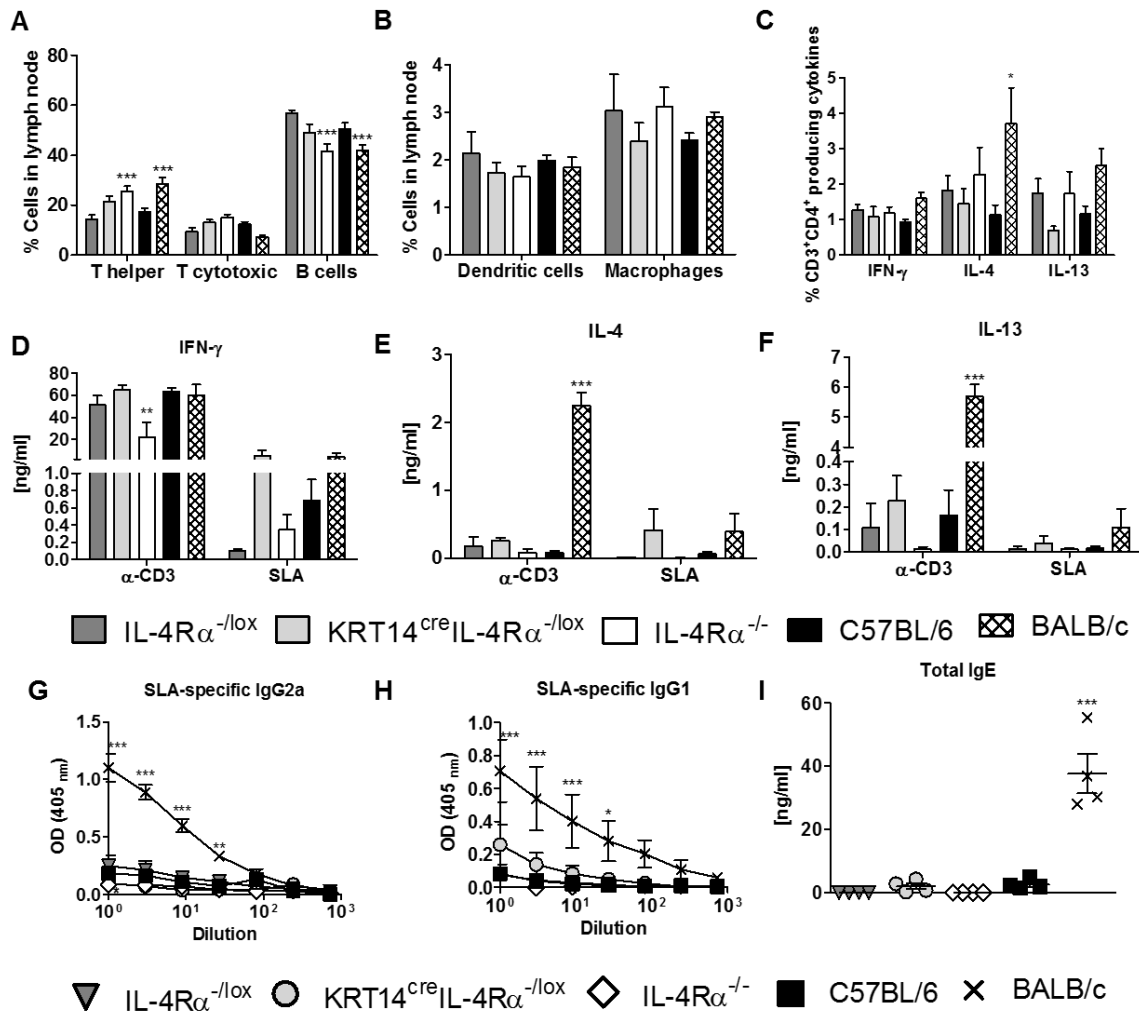 A
B
C
% Cells in lymph node
80
60
40
20
0
***
***
***
***
T helper
T cytotoxic
B cells
% Cells in lymph node
4
3
2
1
0
Dendritic cells
Macrophages
% CD3⁺CD4⁺ producing cytokines
5
4
3
2
1
0
*
IFN-γ
IL-4
IL-13
D
IFN-γ
[ng/ml]
80
60
40
20
1.0
0.8
0.6
0.4
0.2
0.0
**
α-CD3
SLA
E
IL-4
[ng/ml]
3
2
1
0
***
α-CD3
SLA
F
IL-13
[ng/ml]
7
6
5
4
3
2
1
0.4
0.3
0.2
0.1
0.0
***
α-CD3
SLA
IL-4Rα⁻/lox
KRT14creIL-4Rα⁻/lox
IL-4Rα⁻/⁻
C57BL/6
BALB/c
G
SLA-specific IgG2a
OD (405 nm)
1.5
1.0
0.5
0.0
***
***
***
**
*
10⁰
10¹
10²
10³
Dilution
H
SLA-specific IgG1
OD (405 nm)
1.0
0.8
0.6
0.4
0.2
0.0
***
***
***
*
10⁰
10¹
10²
10³
Dilution
I
Total IgE
[ng/ml]
60
40
20
0
***
IL-4Rα⁻/lox
KRT14creIL-4Rα⁻/lox
IL-4Rα⁻/⁻
C57BL/6
BALB/c